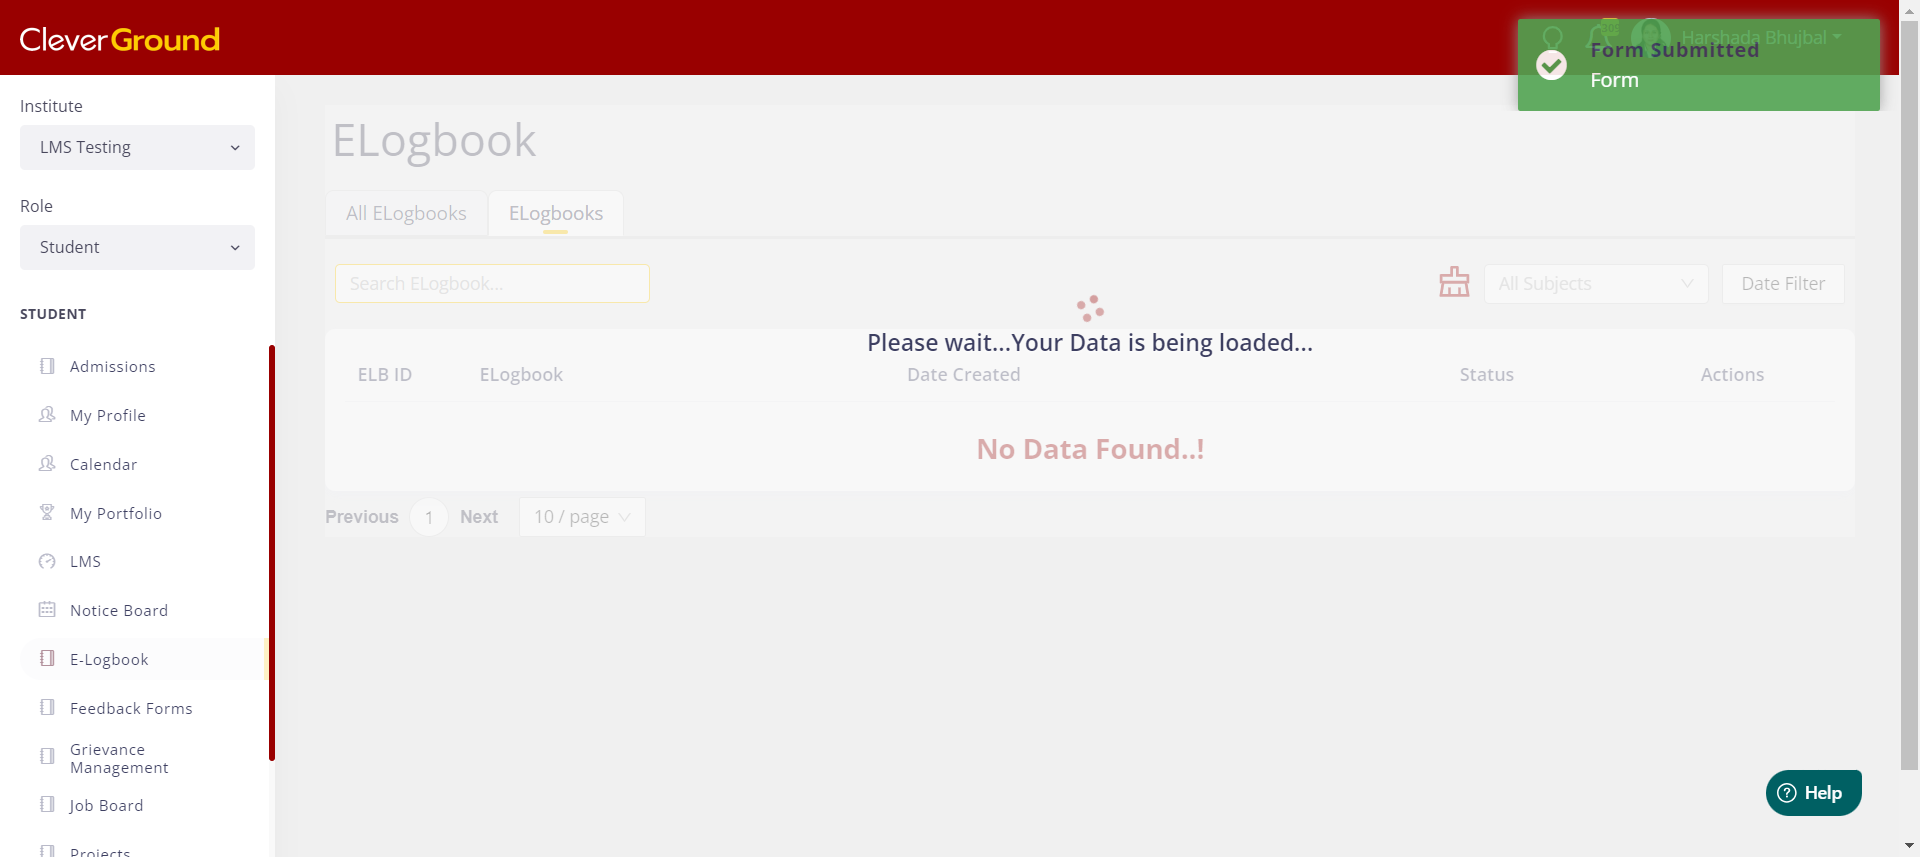 CleverGround
Harshada Bhujbal
Form Submitted
Form
Institute
LMS Testing
Role
Student
STUDENT
Admissions
My Profile
Calendar
My Portfolio
LMS
Notice Board
E-Logbook
Feedback Forms
Grievance
Management
Job Board
Projects
ELogbook
All ELogbooks
ELogbooks
Search ELogbook...
All Subjects
Date Filter
Please wait...Your Data is being loaded...
ELB ID
ELogbook
Date Created
Status
Actions
No Data Found..!
Previous
1
Next
10 / page
Help